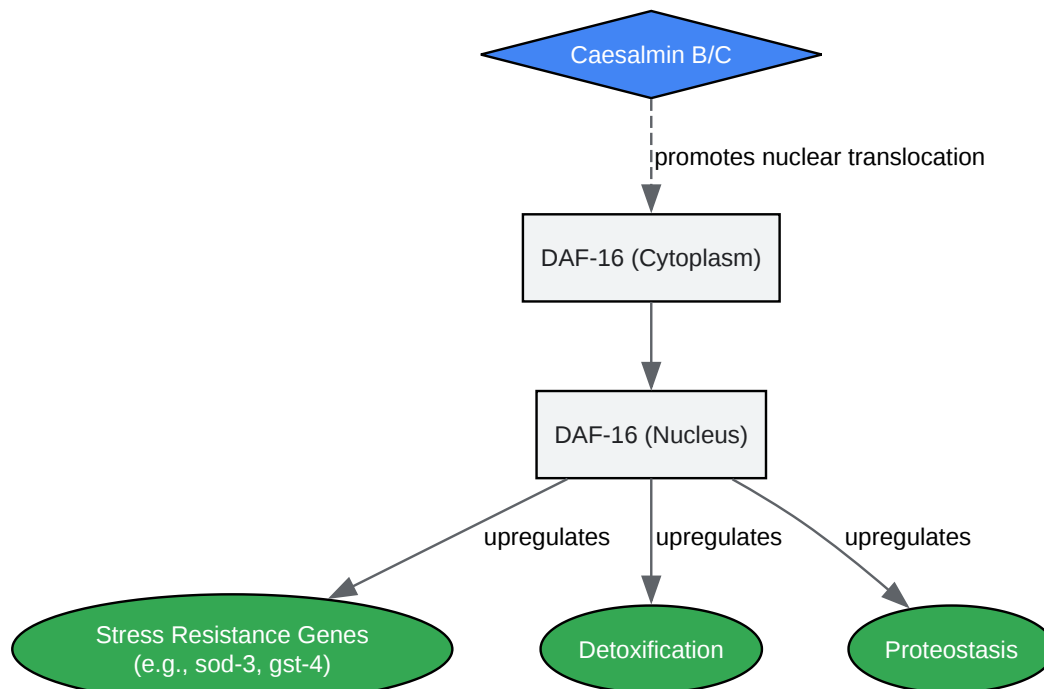 Caesalmin B/C
promotes nuclear translocation
DAF-16 (Cytoplasm)
DAF-16 (Nucleus)
upregulates
upregulates
upregulates
Stress Resistance Genes
(e.g., sod-3, gst-4)
Detoxification
Proteostasis